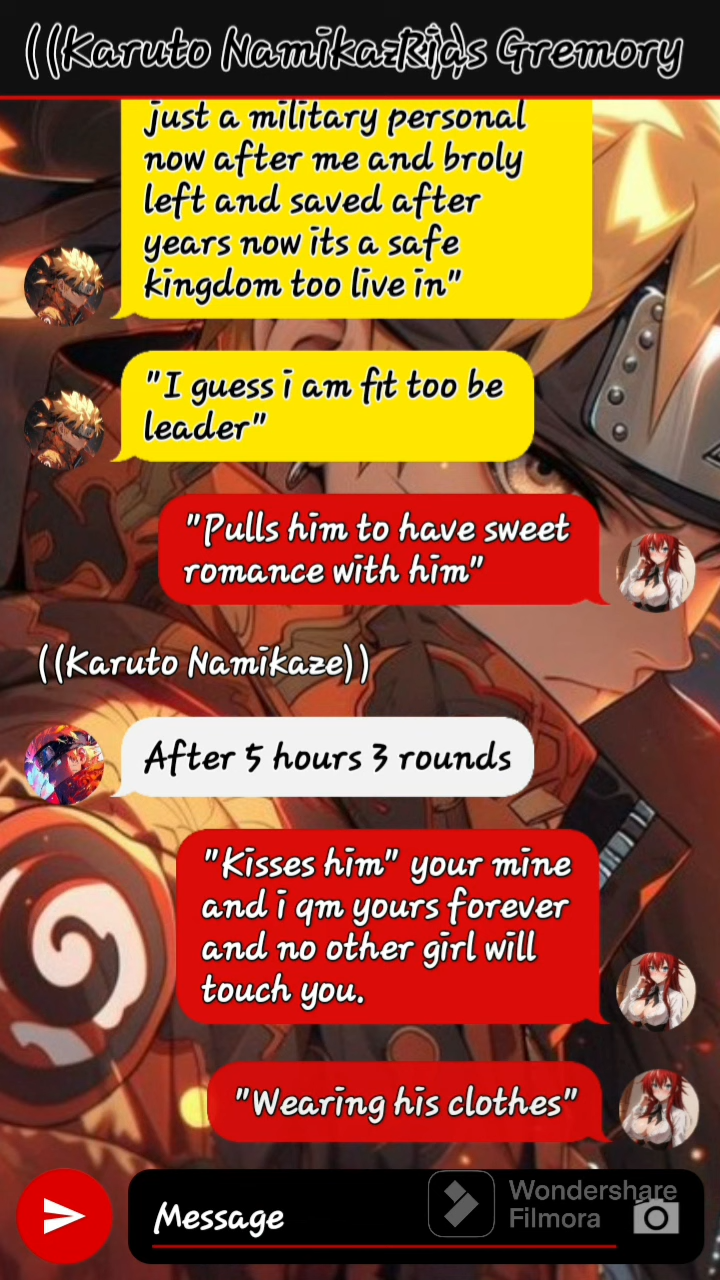 ((Karuto Namikaze)) Rias Gremory
just a military personal
now after me and broly
left and saved after
years now its a safe
kingdom too live in"
"I guess i am fit too be
leader"
"Pulls him to have sweet
romance with him"
((Karuto Namikaze))
After 5 hours 3 rounds
"Kisses him" your mine
and i qm yours forever
and no other girl will
touch you.
"Wearing his clothes"
Message
Wondershare
Filmora